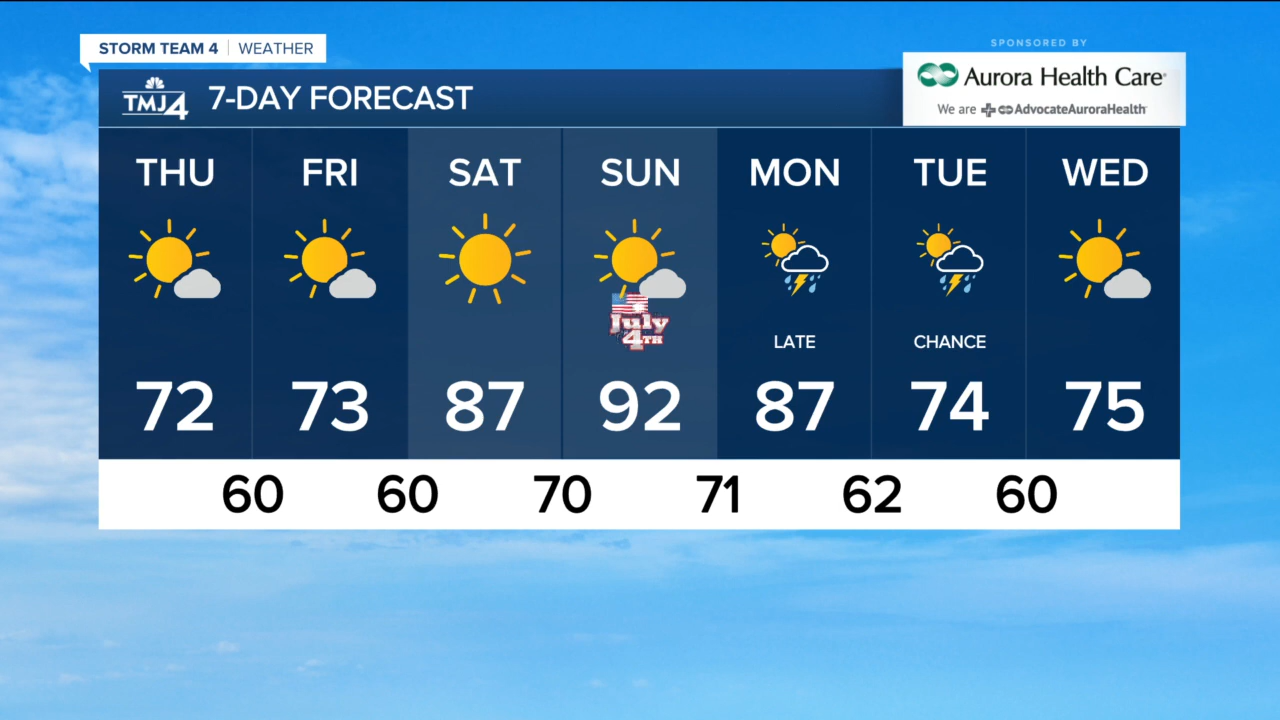 SPONSORED BY
STORM TEAM 4 | WEATHER
Aurora Health Care®
We are AdvocateAuroraHealth
TMJ4 7-DAY FORECAST
THU FRI SAT SUN MON TUE WED
July
4TH
LATE CHANCE
72 73 87 92 87 74 75
60 60 70 71 62 60